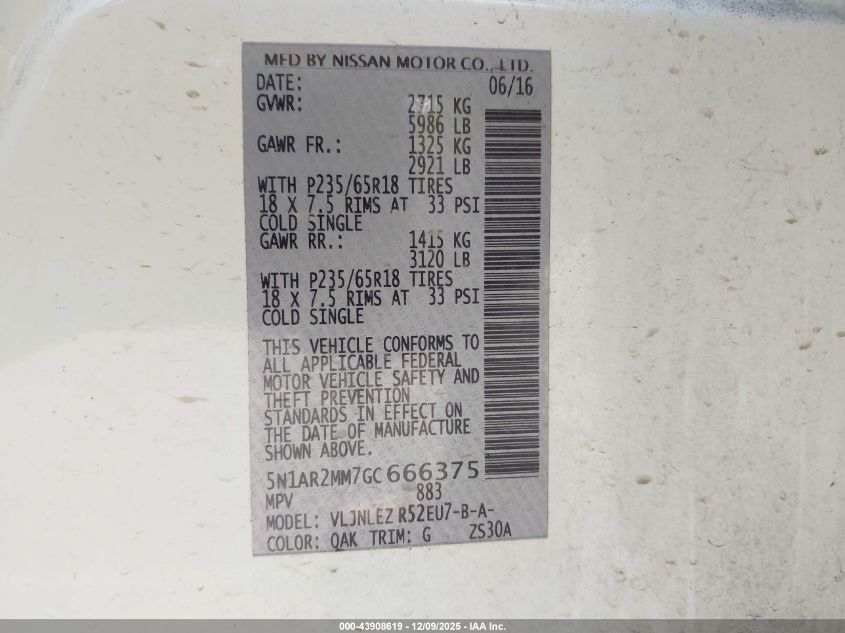 MFD BY NISSAN MOTOR CO., LTD.
DATE: 06/16
GVWR: 2715 KG
5986 LB
GAWR FR.: 1325 KG
2921 LB
WITH P235/65R18 TIRES
18 X 7.5 RIMS AT 33 PSI
COLD SINGLE
GAWR RR.: 1415 KG
3120 LB
WITH P235/65R18 TIRES
18 X 7.5 RIMS AT 33 PSI
COLD SINGLE
THIS VEHICLE CONFORMS TO
ALL APPLICABLE FEDERAL
MOTOR VEHICLE SAFETY AND
THEFT PREVENTION
STANDARDS IN EFFECT ON
THE DATE OF MANUFACTURE
SHOWN ABOVE.
5N1AR2MM7GC666375
MPV 883
MODEL: VLJNLEZ R52EU7-B-A-
COLOR: QAK TRIM: G ZS30A
000-43908619 - 12/09/2025 - IAA Inc.